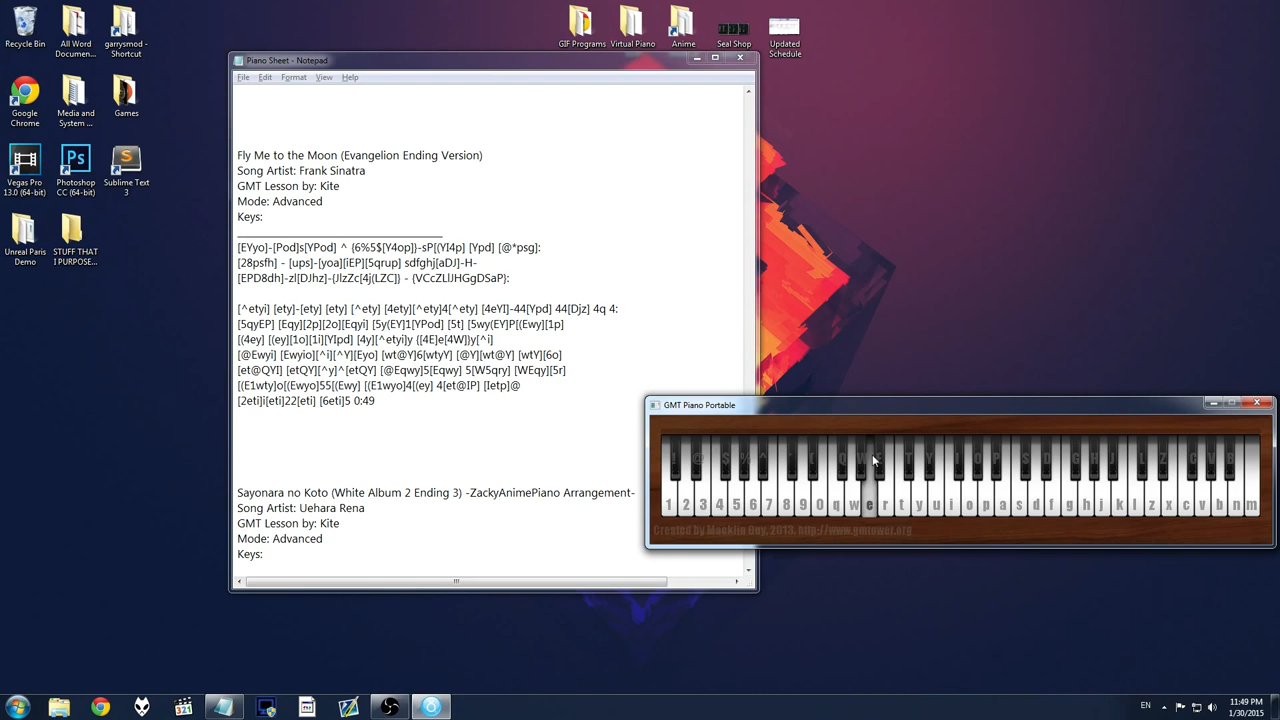 Recycle Bin
All Word Documen...
garrysmod - Shortcut
Google Chrome
Media and System ...
Games
Vegas Pro 13.0 (64-bit)
Photoshop CC (64-bit)
Sublime Text 3
Unreal Paris Demo
STUFF THAT I PURPOSE...
GIF Programs
Virtual Piano
Anime
Seal Shop
Updated Schedule
Piano Sheet - Notepad
File Edit Format View Help
Fly Me to the Moon (Evangelion Ending Version)
Song Artist: Frank Sinatra
GMT Lesson by: Kite
Mode: Advanced
Keys:
[EYyo]-[Pod]s[YPod] ^ {6%5$[Y4op]}-sP[(YI4p] [Ypd] [@*psg]:
[28psfh] - [ups]-[yoa][iEP][5qrup] sdfghj[aDJ]-H-
[EPD8dh]-zl[DJhz]-{JlzZc[4j(LZC]} - {VCcZLlJHGgDSaP}:
[^etyi] [ety]-[ety] [ety] [^ety] [4ety][^ety]4[^ety] [4eYI]-44[Ypd] 44[Djz] 4q 4:
[5qyEP] [Eqy][2p][2o][Eqyi] [5y(EY]1[YPod] [5t] [5wy(EY]P[(Ewy][1p]
[(4ey] [(ey][1o][1i][YIpd] [4y][^etyi]y {[4E]e[4W]}y[^i]
[@Ewyi] [Ewyio][^i][^Y][Eyo] [wt@Y]6[wtyY] [@Y][wt@Y] [wtY][6o]
[et@QYI] [etQY][^y]^[etQY] [@Eqwy]5[Eqwy] 5[W5qry] [WEqy][5r]
[(E1wty]o[(Ewyo]55[(Ewy] [(E1wyo]4[(ey] 4[et@IP] [Ietp]@
[2eti]i[eti]22[eti] [6eti]5 0:49
Sayonara no Koto (White Album 2 Ending 3) -ZackyAnimePiano Arrangement-
Song Artist: Uehara Rena
GMT Lesson by: Kite
Mode: Advanced
Keys:
GMT Piano Portable
1 2 3 4 5 6 7 8 9 0 q w e r t y u i o p a s d f g h j k l z x c v b n m
Created by Macklin Guy, 2013. http://www.gmtower.org
EN
11:49 PM
1/30/2015